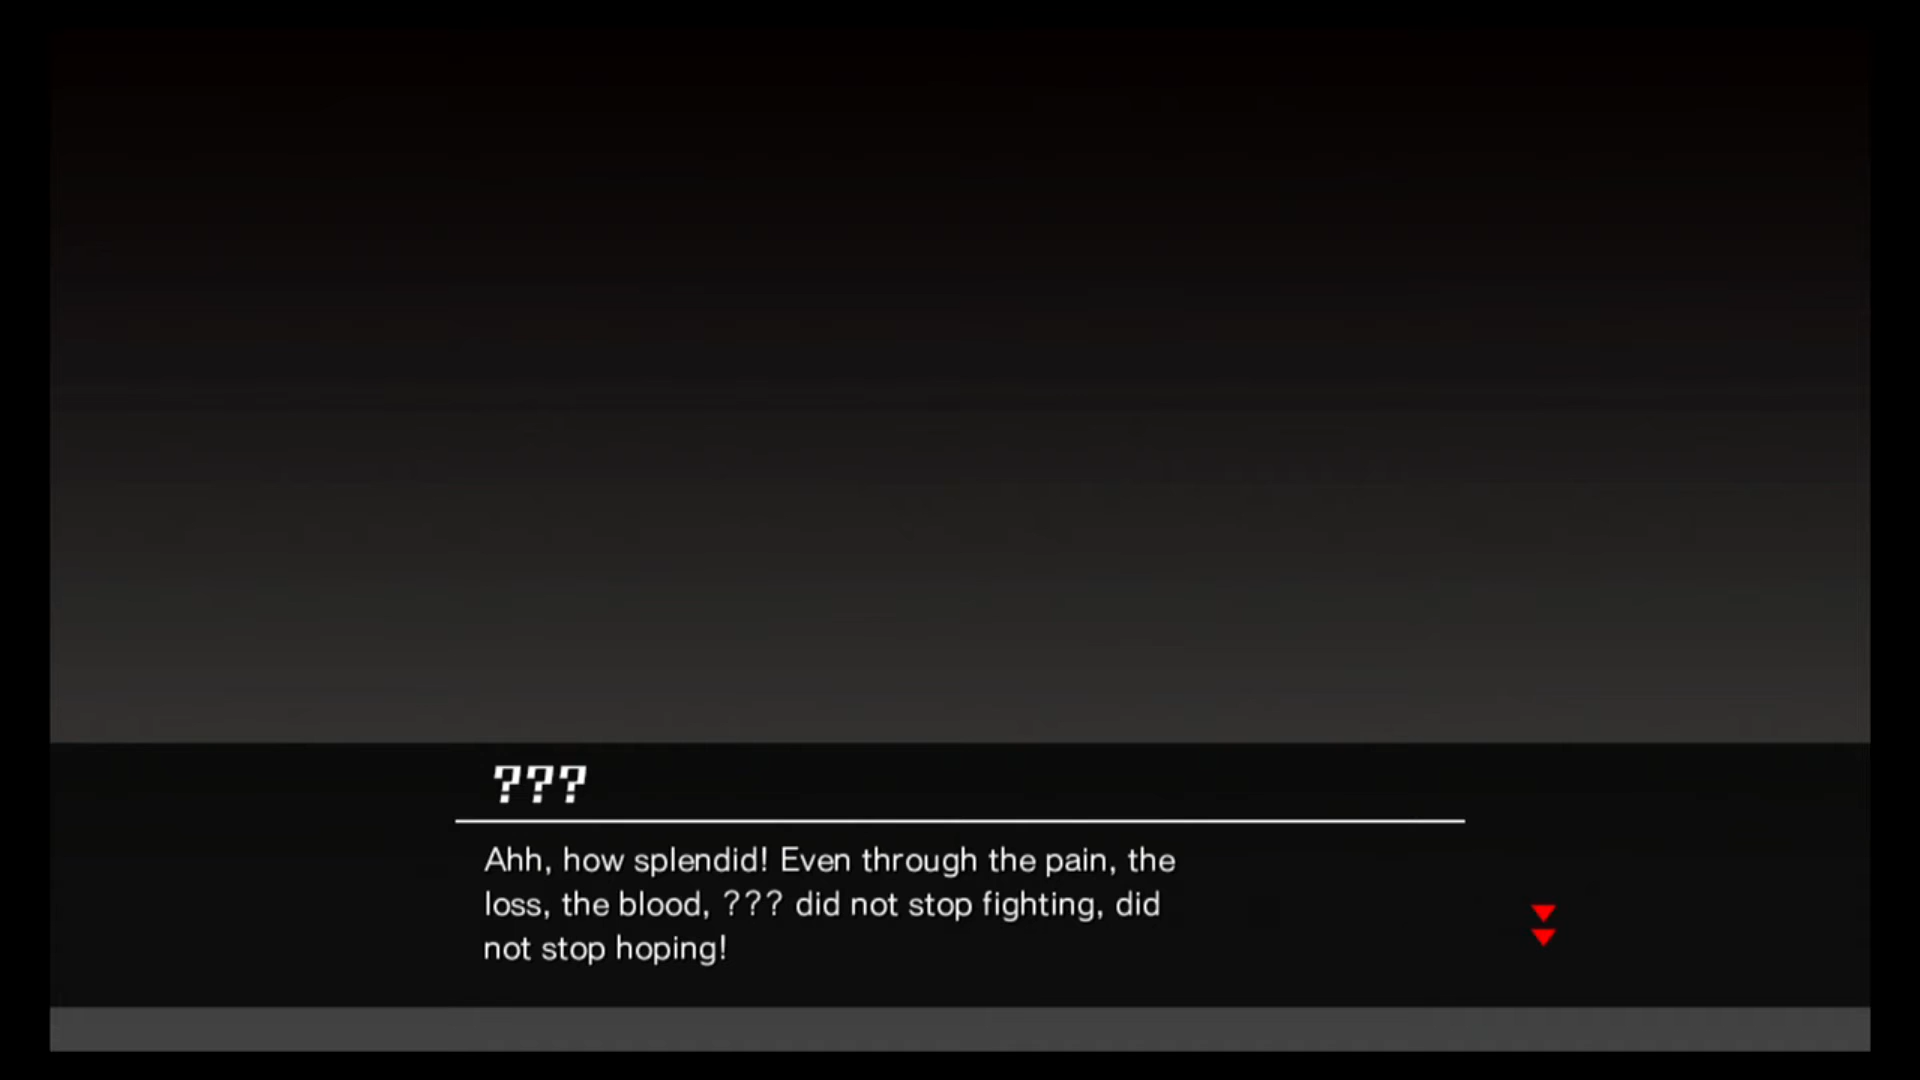 ???
Ahh, how splendid! Even through the pain, the
loss, the blood, ??? did not stop fighting, did
not stop hoping!